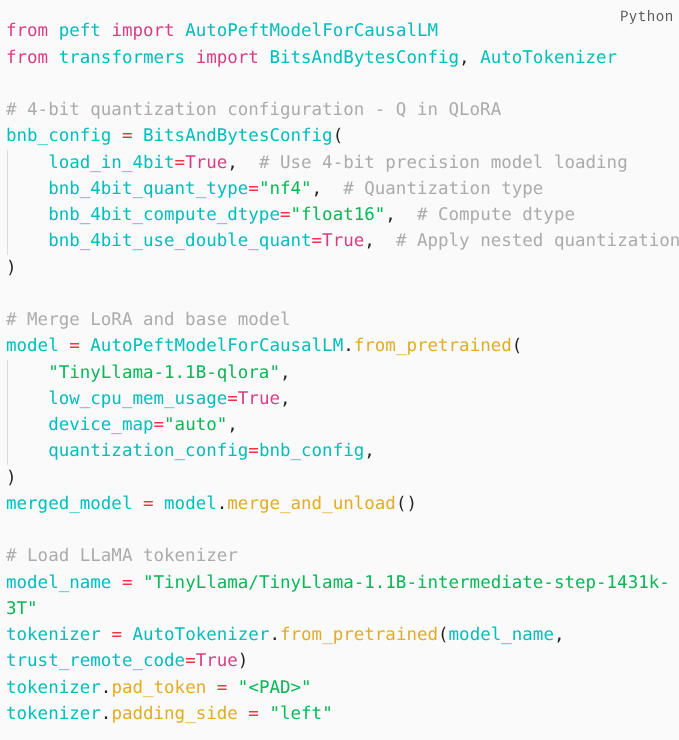 Python
from peft import AutoPeftModelForCausalLM
from transformers import BitsAndBytesConfig, AutoTokenizer

# 4-bit quantization configuration - Q in QLoRA
bnb_config = BitsAndBytesConfig(
    load_in_4bit=True,  # Use 4-bit precision model loading
    bnb_4bit_quant_type="nf4",  # Quantization type
    bnb_4bit_compute_dtype="float16",  # Compute dtype
    bnb_4bit_use_double_quant=True,  # Apply nested quantization
)

# Merge LoRA and base model
model = AutoPeftModelForCausalLM.from_pretrained(
    "TinyLlama-1.1B-qlora",
    low_cpu_mem_usage=True,
    device_map="auto",
    quantization_config=bnb_config,
)
merged_model = model.merge_and_unload()

# Load LLaMA tokenizer
model_name = "TinyLlama/TinyLlama-1.1B-intermediate-step-1431k-
3T"
tokenizer = AutoTokenizer.from_pretrained(model_name,
trust_remote_code=True)
tokenizer.pad_token = "<PAD>"
tokenizer.padding_side = "left"